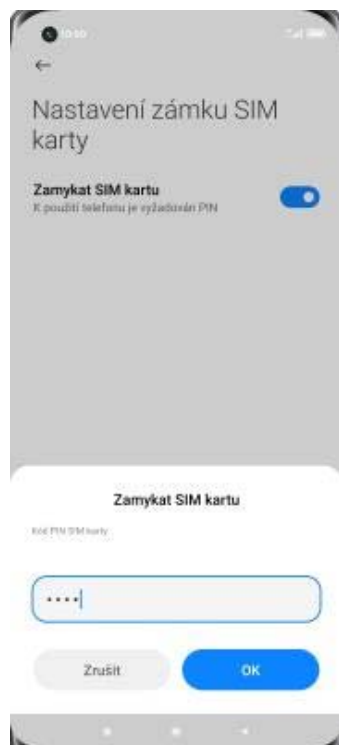 Nastavení zámku SIM
karty
Zamykat SIM kartu
K použití telefonu je vyžadován PIN
Zamykat SIM kartu
Kód PIN SIM karty
••••
Zrušit
OK